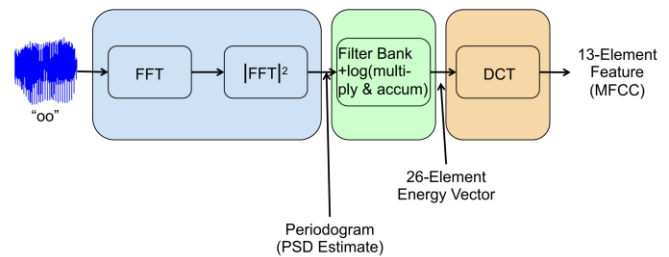 "oo"
FFT
|FFT|²
Filter Bank
+log(multi-
ply & accum)
DCT
13-Element
Feature
(MFCC)
26-Element
Energy Vector
Periodogram
(PSD Estimate)